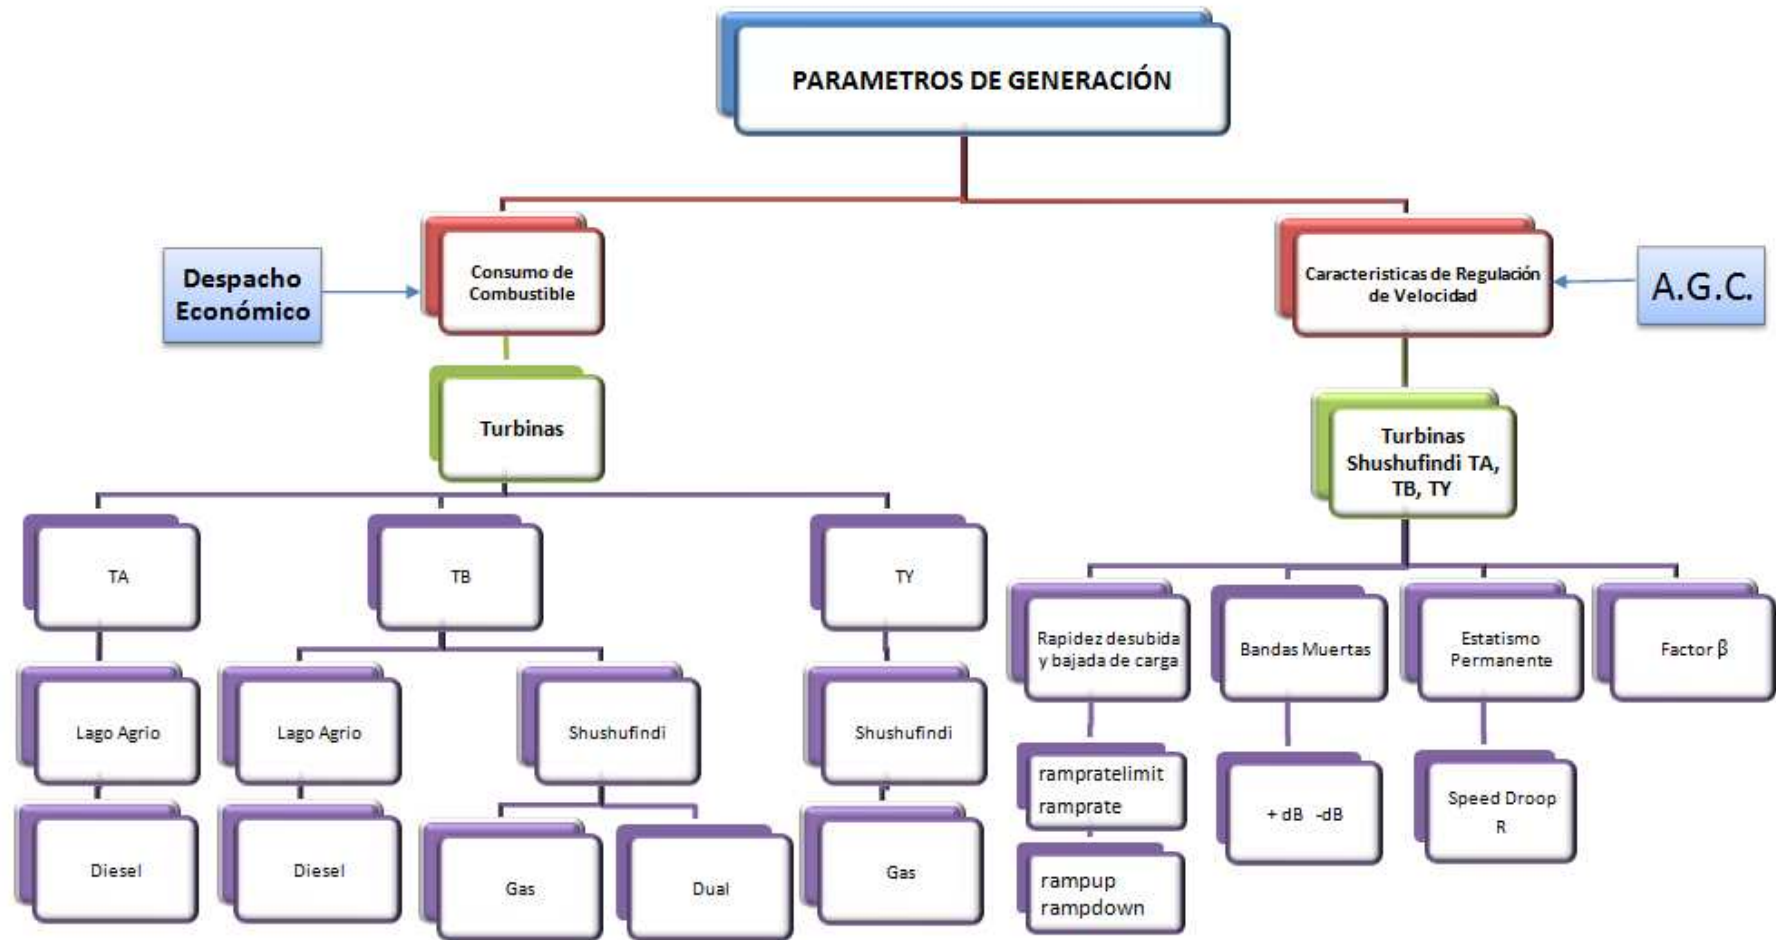 PARAMETROS DE GENERACIÓN
Despacho
Económico
Consumo de
Combustible
Caracteristicas de Regulación
de Velocidad
A.G.C.
Turbinas
Turbinas
Shushufindi TA,
TB, TY
TA
TB
TY
Rapidez desubida
y bajada de carga
Bandas Muertas
Estatismo
Permanente
Factor β
Lago Agrio
Lago Agrio
Shushufindi
Shushufindi
rampratelimit
ramprate
+ dB -dB
Speed Droop
R
Diesel
Diesel
Gas
Dual
Gas
rampup
rampdown